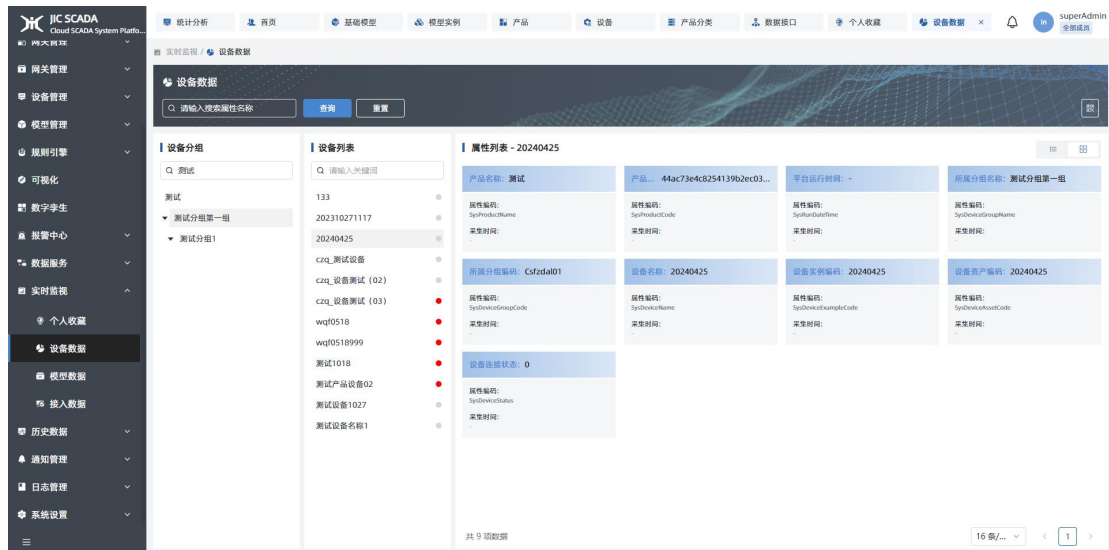 JIC SCADA
Cloud SCADA System Platfo...
统计分析
首页
基础模型
模型实例
产品
设备
产品分类
数据接口
个人收藏
设备数据 ×
in
superAdmin
全部成员
网关管理
设备管理
模型管理
规则引擎
可视化
数字孪生
报警中心
数据服务
实时监视
个人收藏
设备数据
模型数据
接入数据
历史数据
通知管理
日志管理
系统设置
实时监视 / 设备数据
设备数据
请输入搜索属性名称
查询
重置
设备分组
测试
测试
测试分组第一组
测试分组1
设备列表
请输入关键词
133
202310271117
20240425
czq_测试设备
czq_设备测试（02）
czq_设备测试（03）
wqf0518
wqf0518999
测试1018
测试产品设备02
测试设备1027
测试设备名称1
属性列表 - 20240425
产品名称: 测试
属性编码:
SysProductName
采集时间:
-
产品... 44ac73e4c8254139b2ec03...
属性编码:
SysProductCode
采集时间:
-
平台运行时间: -
属性编码:
SysRunDateTime
采集时间:
-
所属分组名称: 测试分组第一组
属性编码:
SysDeviceGroupName
采集时间:
-
所属分组编码: Csfzdal01
属性编码:
SysDeviceGroupCode
采集时间:
-
设备名称: 20240425
属性编码:
SysDeviceName
采集时间:
-
设备实例编码: 20240425
属性编码:
SysDeviceExampleCode
采集时间:
-
设备资产编码: 20240425
属性编码:
SysDeviceAssetCode
采集时间:
-
设备连接状态: 0
属性编码:
SysDeviceStatus
采集时间:
-
共 9 项数据
16 条/...
< 1 >